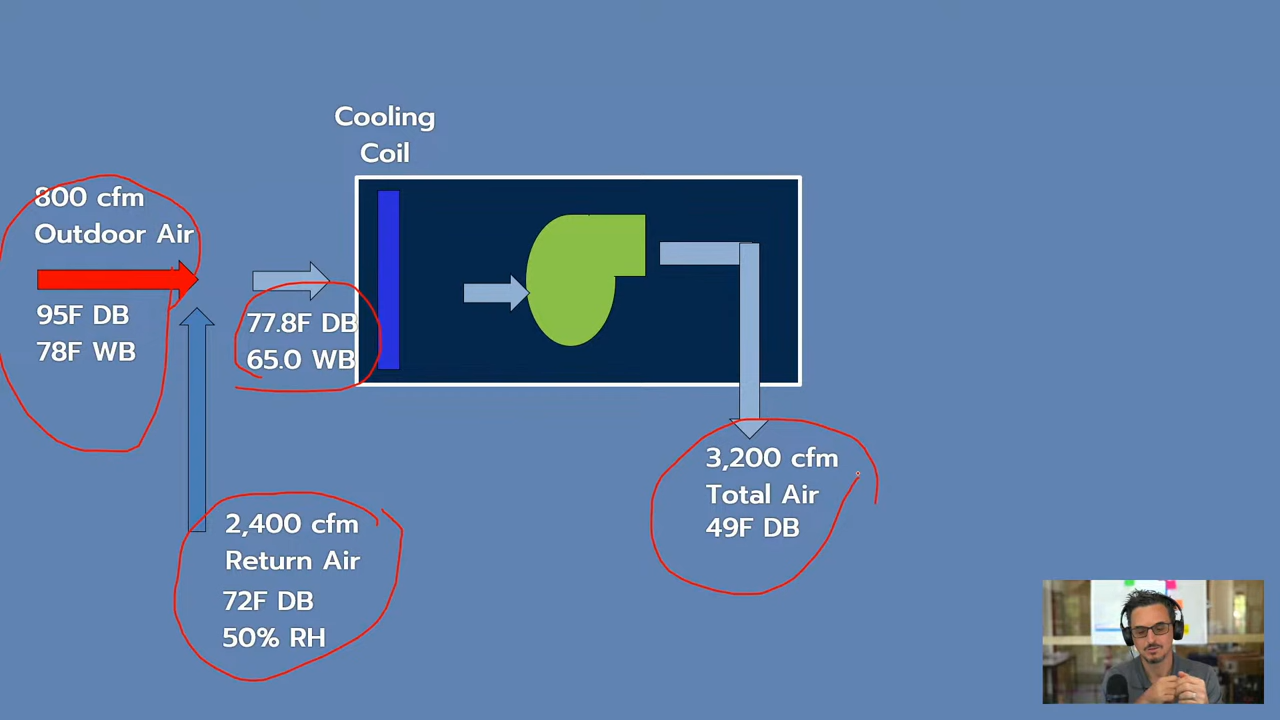 Cooling
Coil
800 cfm
Outdoor Air
95F DB
78F WB
77.8F DB
65.0 WB
2,400 cfm
Return Air
72F DB
50% RH
3,200 cfm
Total Air
49F DB